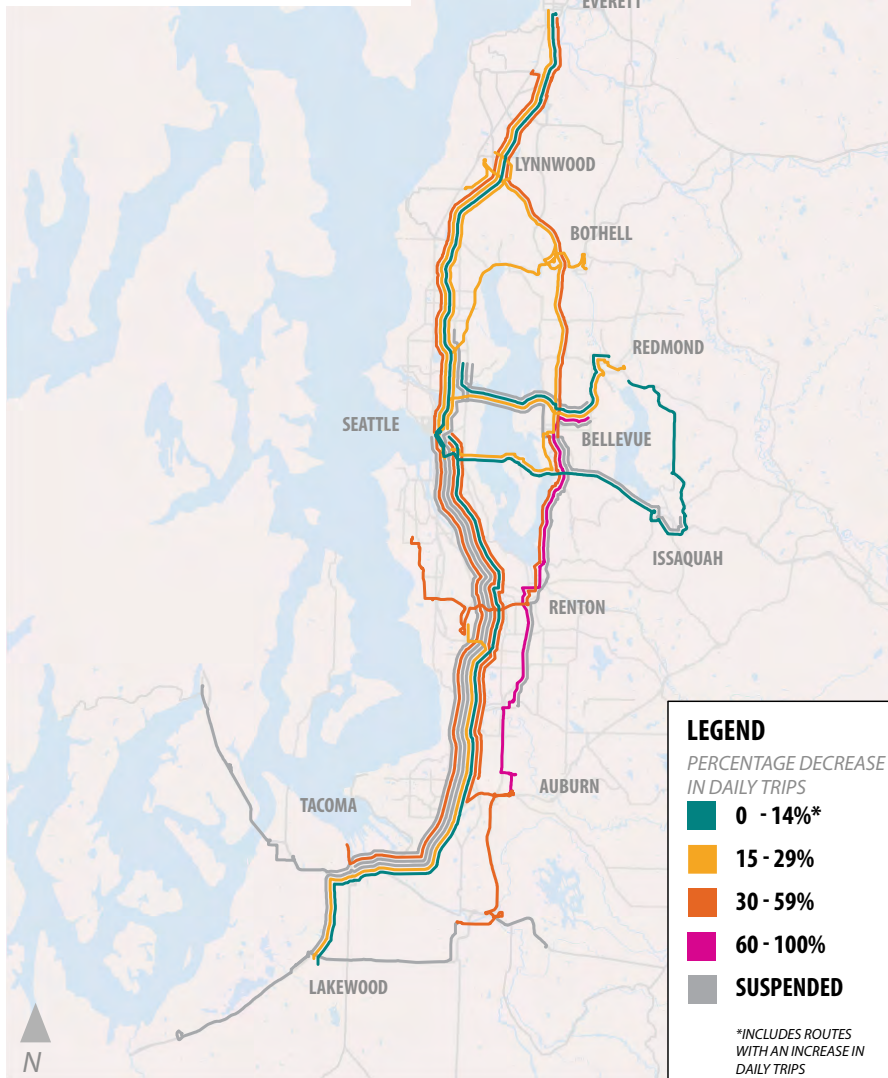 EVERETT
LYNNWOOD
BOTHELL
REDMOND
SEATTLE
BELLEVUE
ISSAQUAH
RENTON
AUBURN
TACOMA
LAKEWOOD
N
LEGEND
PERCENTAGE DECREASE
IN DAILY TRIPS
0 - 14%*
15 - 29%
30 - 59%
60 - 100%
SUSPENDED
*INCLUDES ROUTES
WITH AN INCREASE IN
DAILY TRIPS